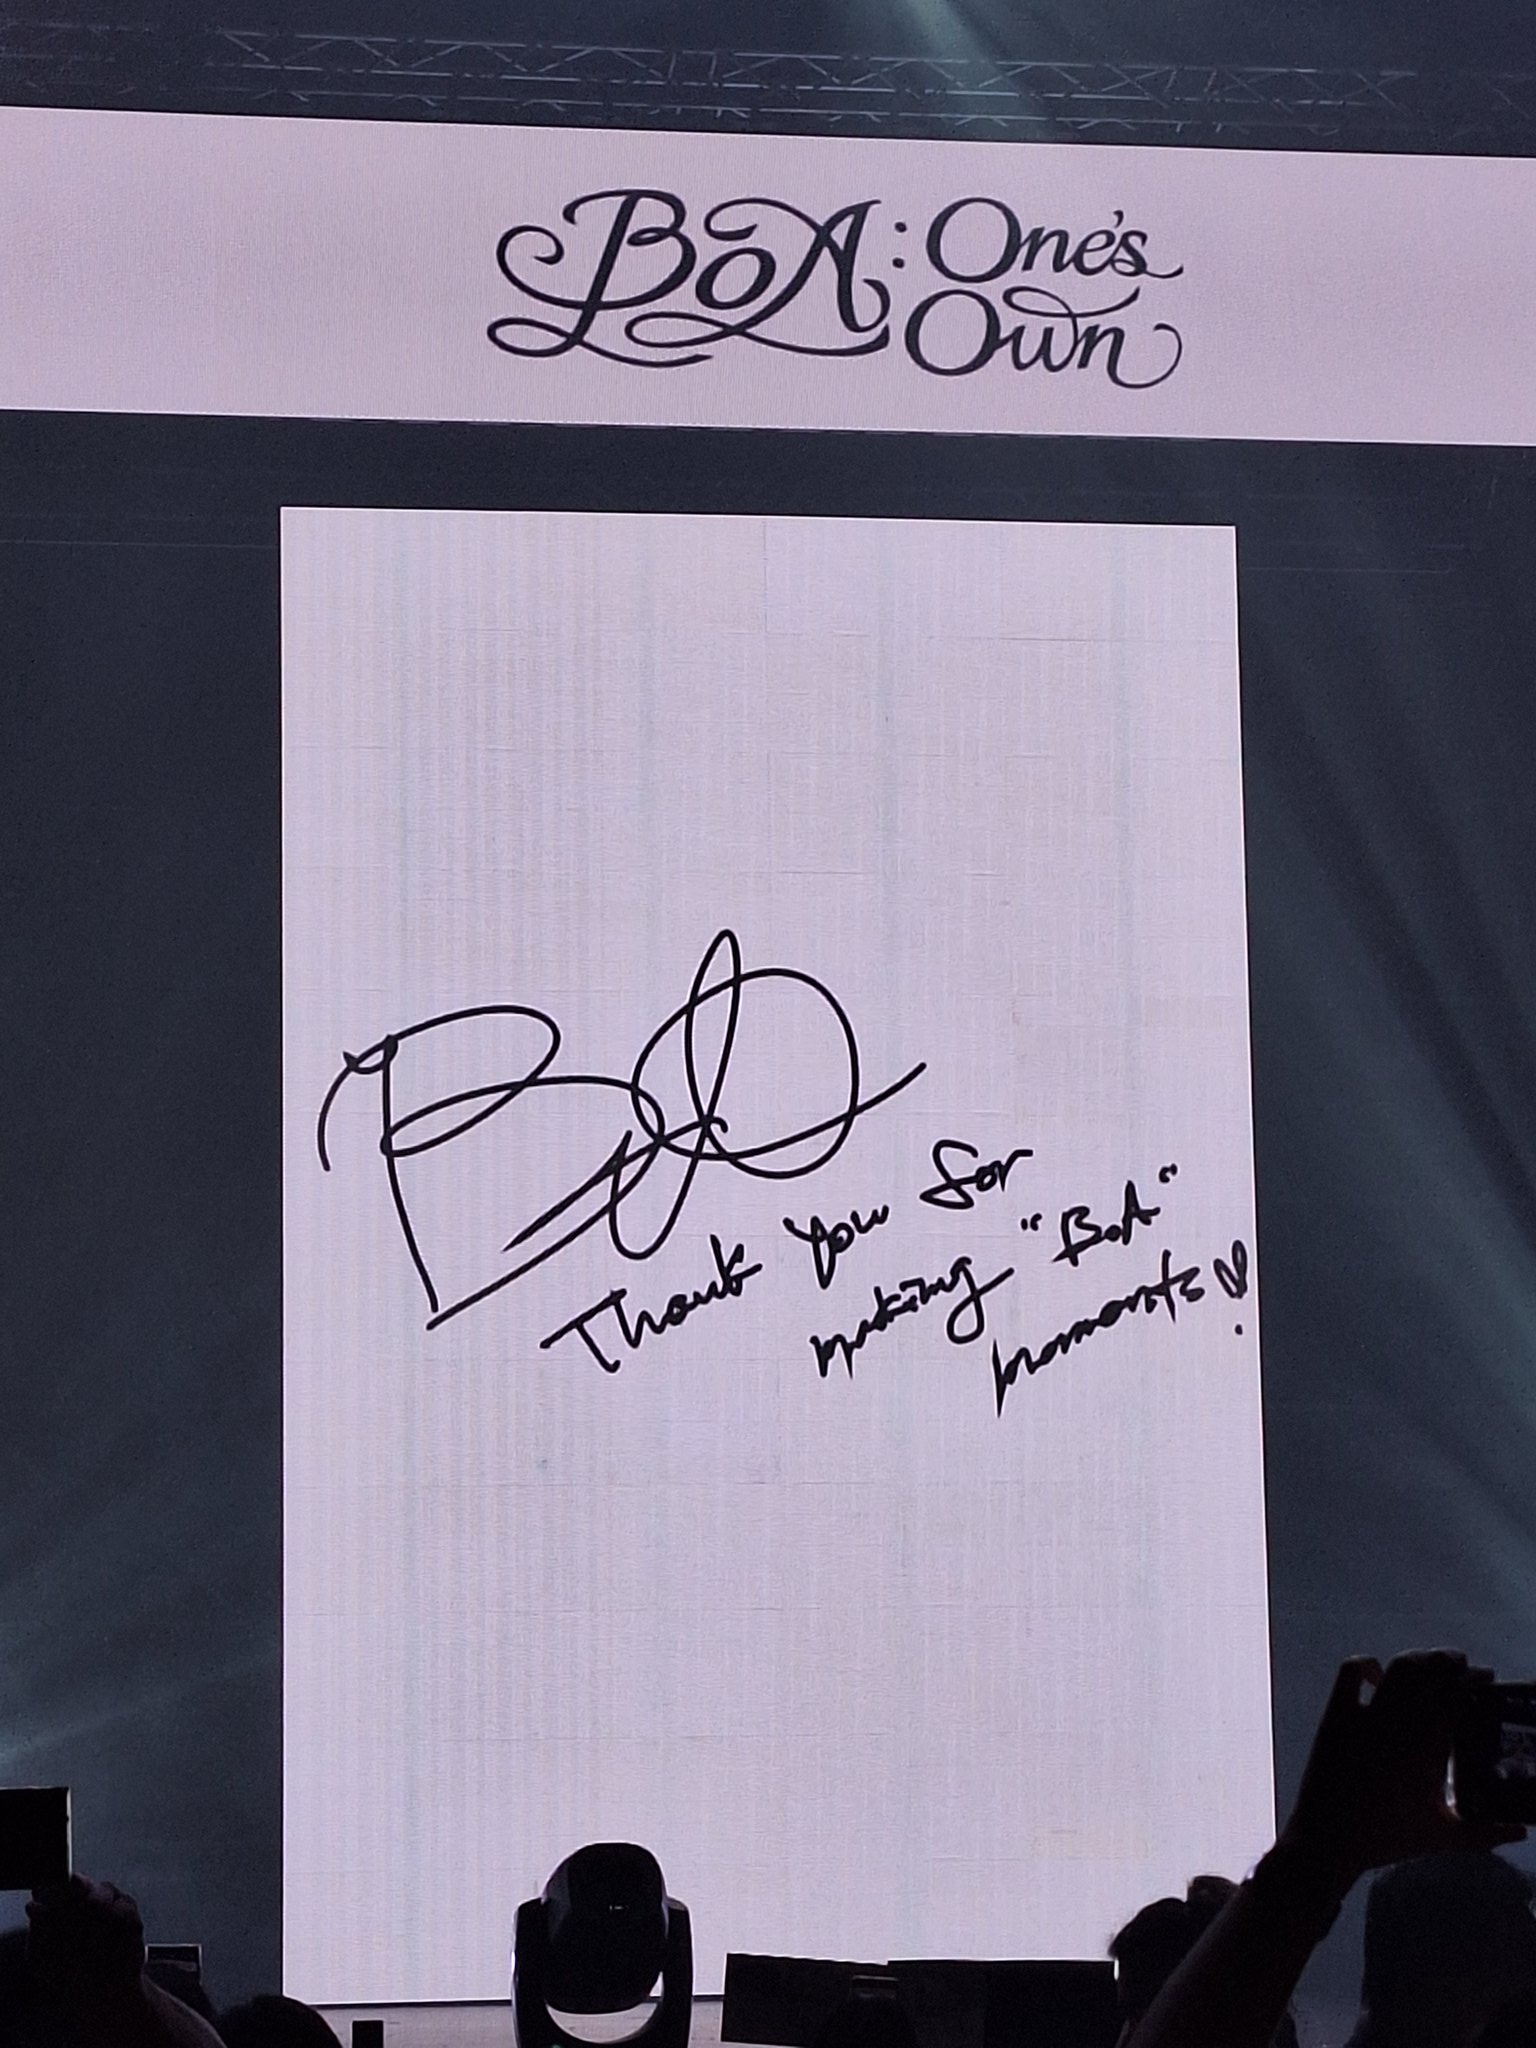 BoA: One's
Own
BoA
Thank you for
making "BoA"
moments♡.